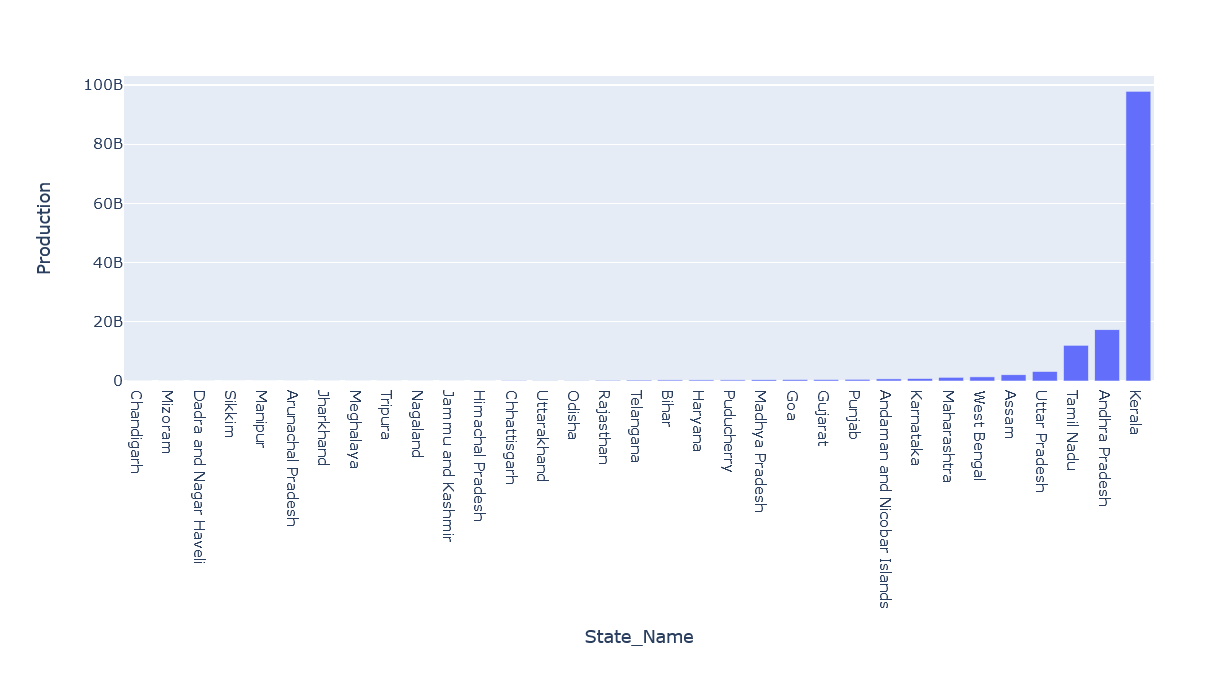 Production
100B
80B
60B
40B
20B
0
Chandigarh
Mizoram
Dadra and Nagar Haveli
Sikkim
Manipur
Arunachal Pradesh
Jharkhand
Meghalaya
Tripura
Nagaland
Jammu and Kashmir
Himachal Pradesh
Chhattisgarh
Uttarakhand
Odisha
Rajasthan
Telangana
Bihar
Haryana
Puducherry
Madhya Pradesh
Goa
Gujarat
Punjab
Andaman and Nicobar Islands
Karnataka
Maharashtra
West Bengal
Assam
Uttar Pradesh
Tamil Nadu
Andhra Pradesh
Kerala
State_Name